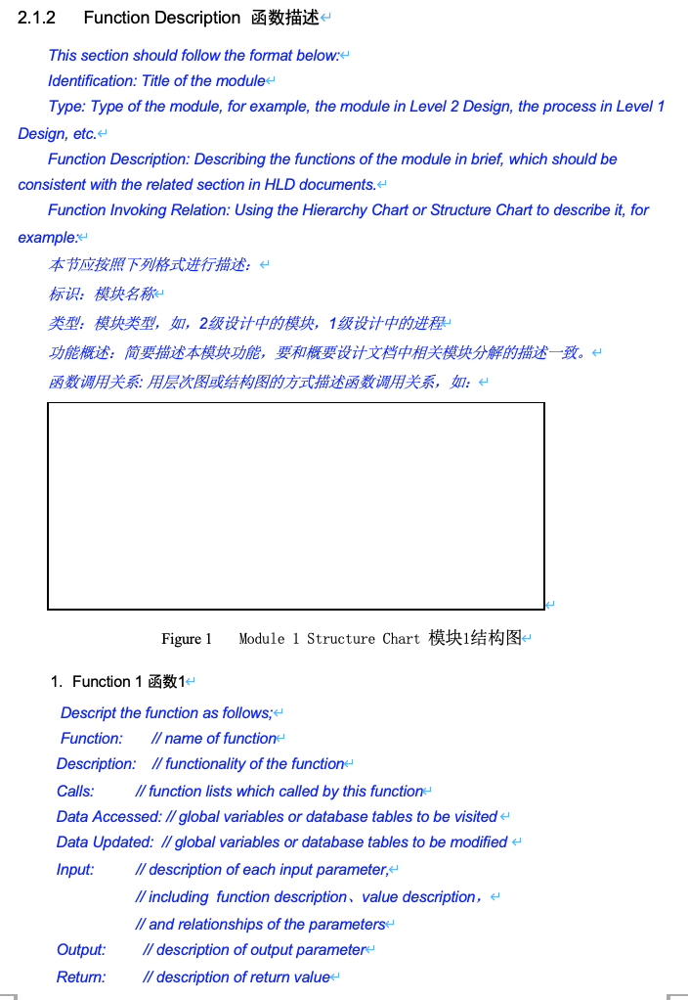 2.1.2 Function Description 函数描述
This section should follow the format below:
Identification: Title of the module
Type: Type of the module, for example, the module in Level 2 Design, the process in Level 1
Design, etc.
Function Description: Describing the functions of the module in brief, which should be
consistent with the related section in HLD documents.
Function Invoking Relation: Using the Hierarchy Chart or Structure Chart to describe it, for
example:
本节应按照下列格式进行描述：
标识：模块名称
类型：模块类型，如，2级设计中的模块，1级设计中的进程
功能概述：简要描述本模块功能，要和概要设计文档中相关模块分解的描述一致。
函数调用关系: 用层次图或结构图的方式描述函数调用关系，如：
Figure 1 Module 1 Structure Chart 模块1结构图
1. Function 1 函数1
Descript the function as follows;
Function: // name of function
Description: // functionality of the function
Calls: // function lists which called by this function
Data Accessed: // global variables or database tables to be visited
Data Updated: // global variables or database tables to be modified
Input: // description of each input parameter,
// including function description、value description，
// and relationships of the parameters
Output: // description of output parameter
Return: // description of return value